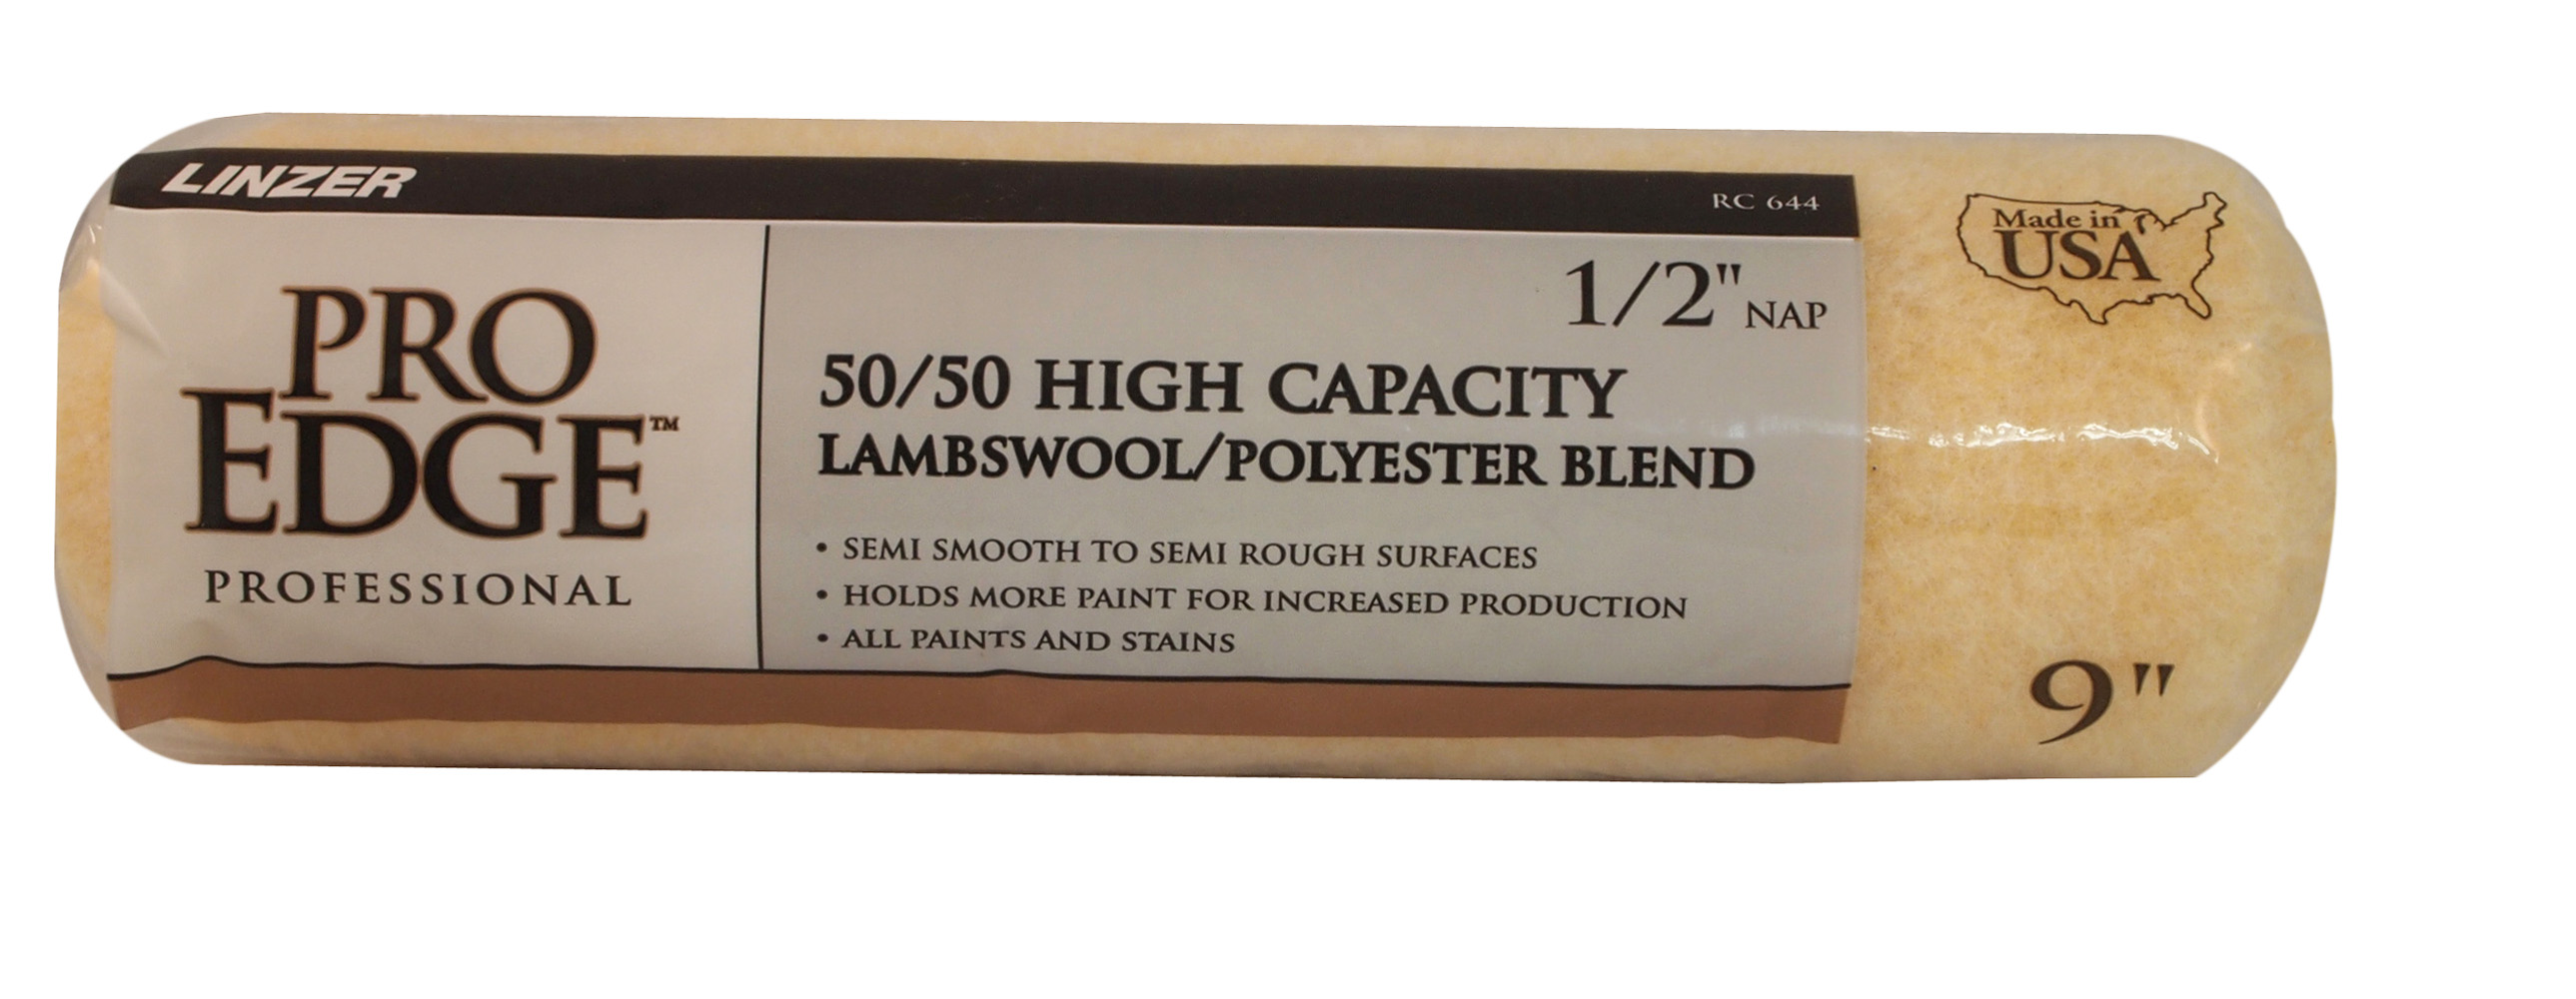 LINZER
RC 644
PRO
EDGE™
PROFESSIONAL
1/2" NAP
50/50 HIGH CAPACITY
LAMBSWOOL/POLYESTER BLEND
• SEMI SMOOTH TO SEMI ROUGH SURFACES
• HOLDS MORE PAINT FOR INCREASED PRODUCTION
• ALL PAINTS AND STAINS
Made in
USA
9"